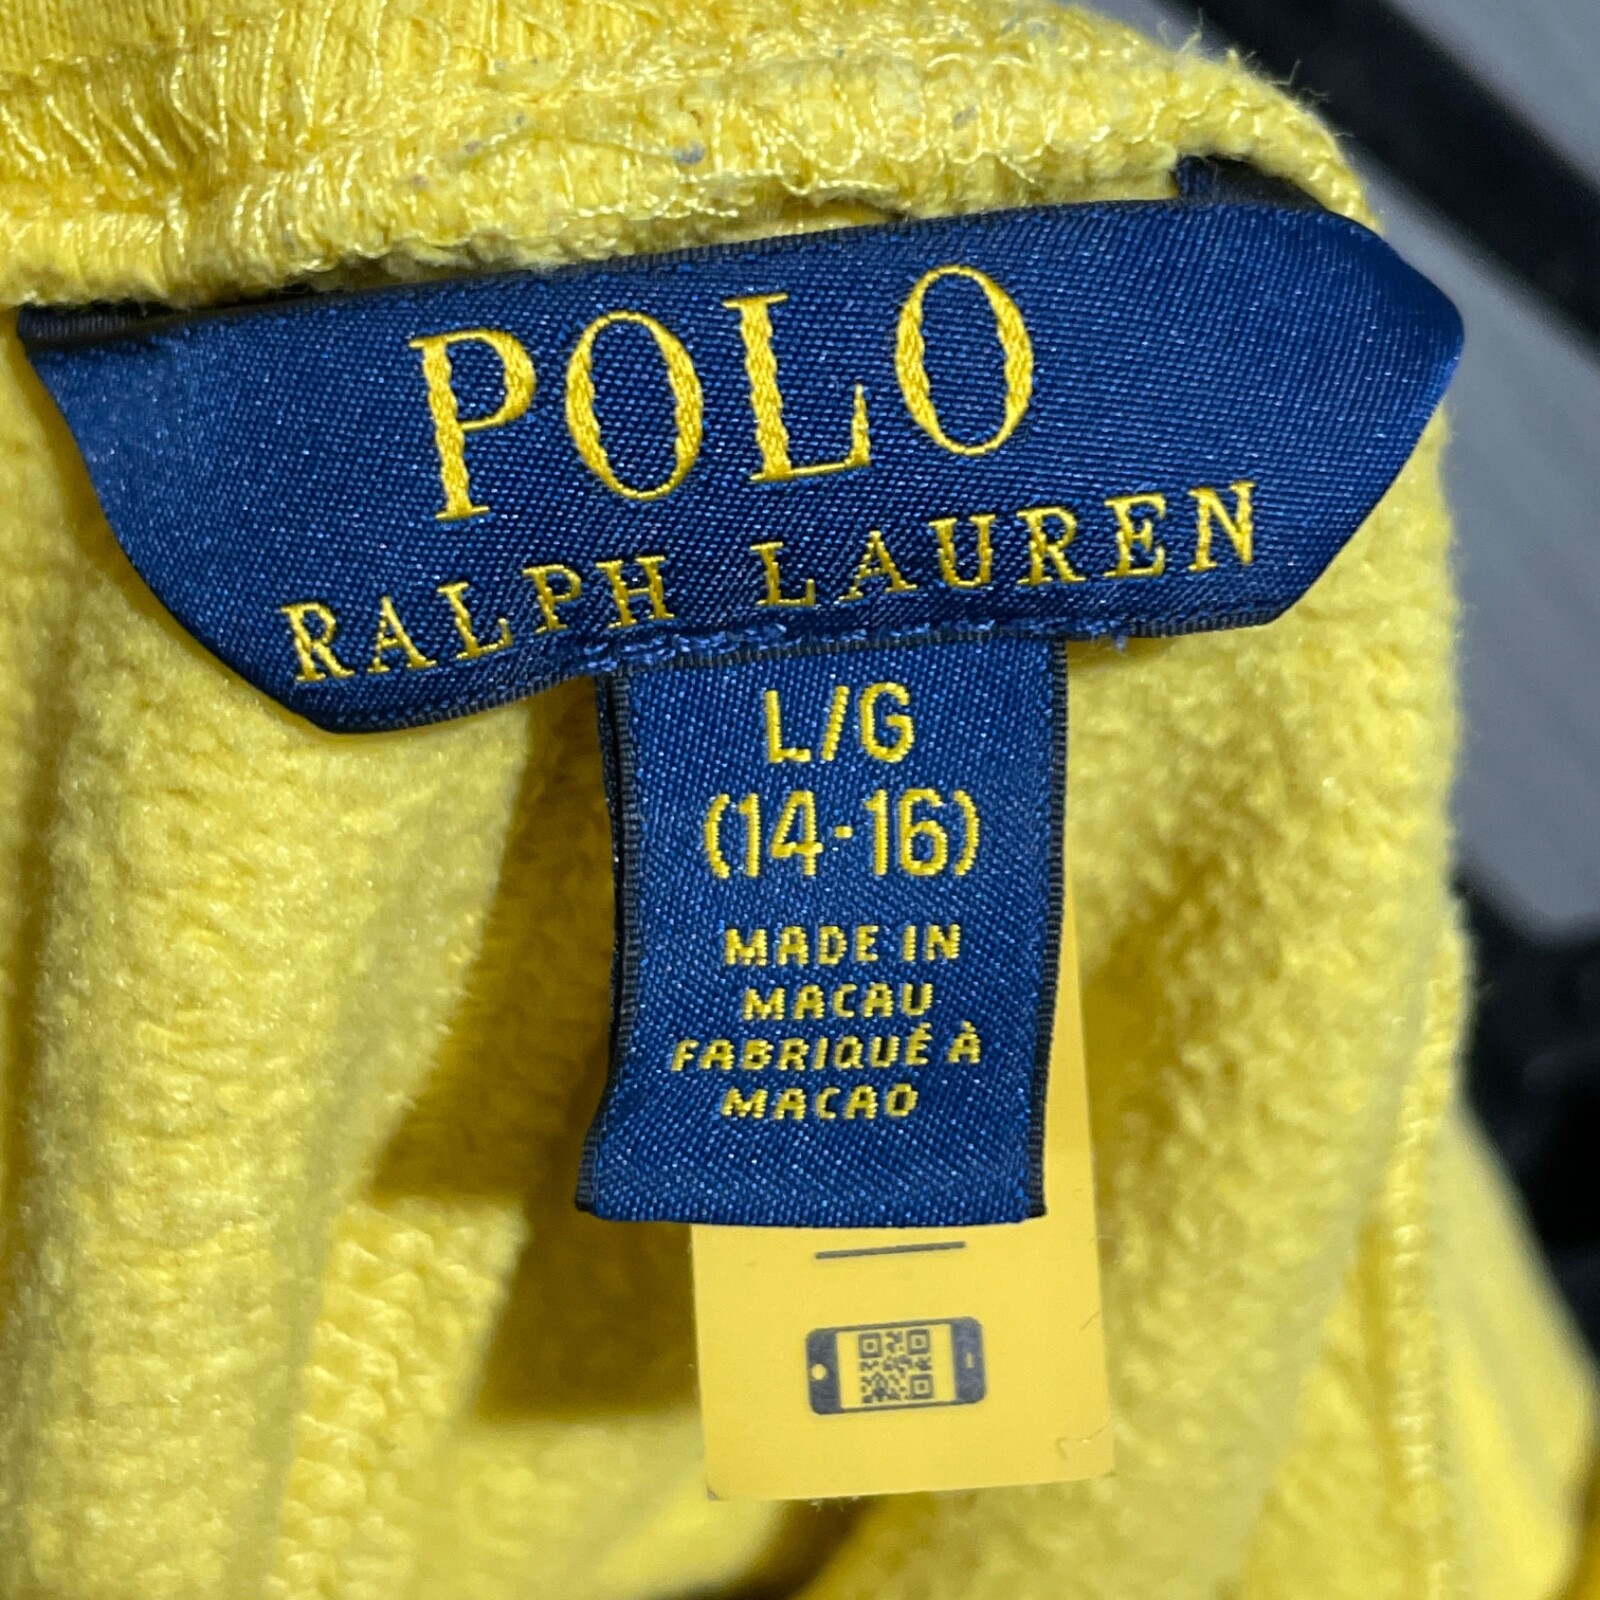 POLO
RALPH LAUREN
L/G
(14-16)
MADE IN
MACAU
FABRIQUÉ À
MACAO